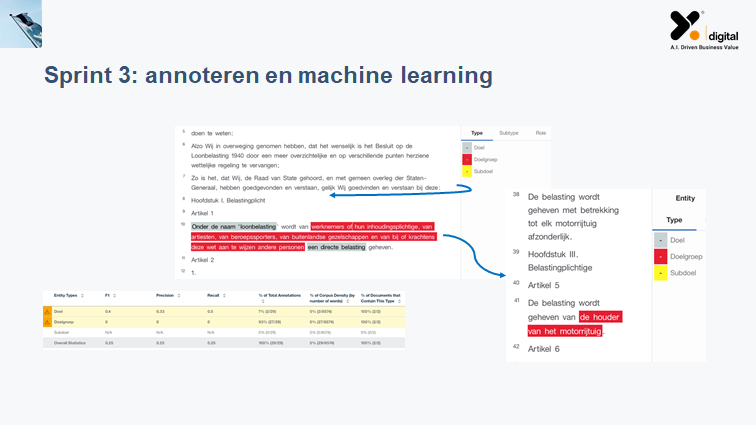 digital
A.I. Driven Business Value
Sprint 3: annoteren en machine learning
5 doen te weten;
6 Alzo Wij in overweging genomen hebben, dat het wenselijk is het Besluit op de
Loonbelasting 1940 door een meer overzichtelijke en op verschillende punten herziene
wettelijke regeling te vervangen;
7 Zo is het, dat Wij, de Raad van State gehoord, en met gemeen overleg der Staten-
Generaal, hebben goedgevonden en verstaan, gelijk Wij goedvinden en verstaan bij deze:
8 Hoofdstuk I. Belastingplicht
9 Artikel 1
10 Onder de naam 'loonbelasting' wordt van werknemers of hun inhoudingsplichtige, van
artiesten, van beroepssporters, van buitenlandse gezelschappen en van bij of krachtens
deze wet aan te wijzen andere personen een directe belasting geheven.
11 Artikel 2
12 1.
Type Subtype Role
- Doel
- Doelgroep
- Subdoel
38 De belasting wordt
geheven met betrekking
tot elk motorrijtuig
afzonderlijk.
39 Hoofdstuk III.
Belastingplichtige
40 Artikel 5
41 De belasting wordt
geheven van de houder
van het motorrijtuig.
42 Artikel 6
Entity
Type
- Doel
- Doelgroep
- Subdoel
Entity Types F1 Precision Recall % of Total Annotations % of Corpus Density (by number of words) % of Documents that Contain This Type
Doel 0.4 0.33 0.5 7% (2/29) 100% (2/2)
Doelgroep 0 0 0 93% (27/29) 100% (2/2)
Subdoel N/A N/A N/A 0% (0/29) 0% (0/2)
Overall Statistics 0.25 0.25 0.25 100% (29/29) 100% (2/2)